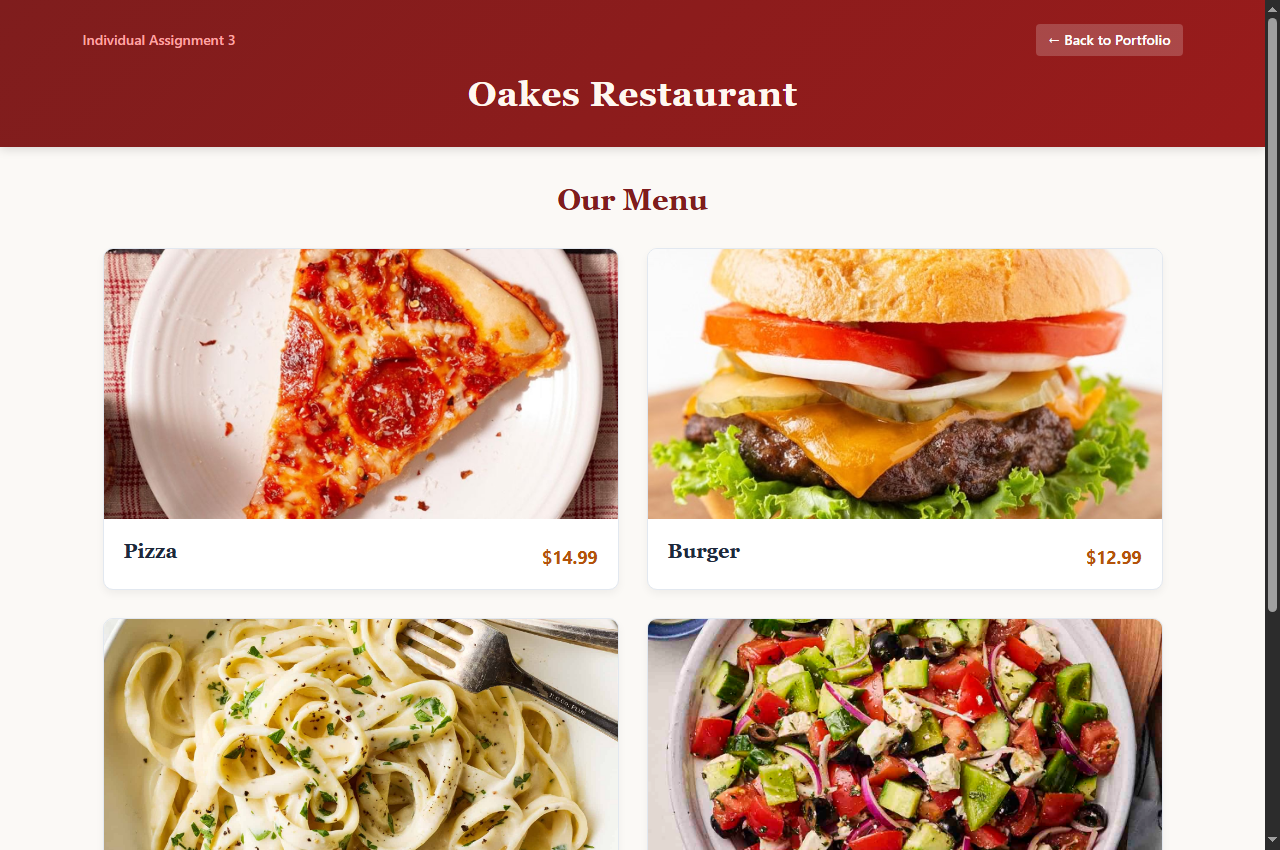 Individual Assignment 3
← Back to Portfolio
Oakes Restaurant
Our Menu
Pizza
$14.99
Burger
$12.99